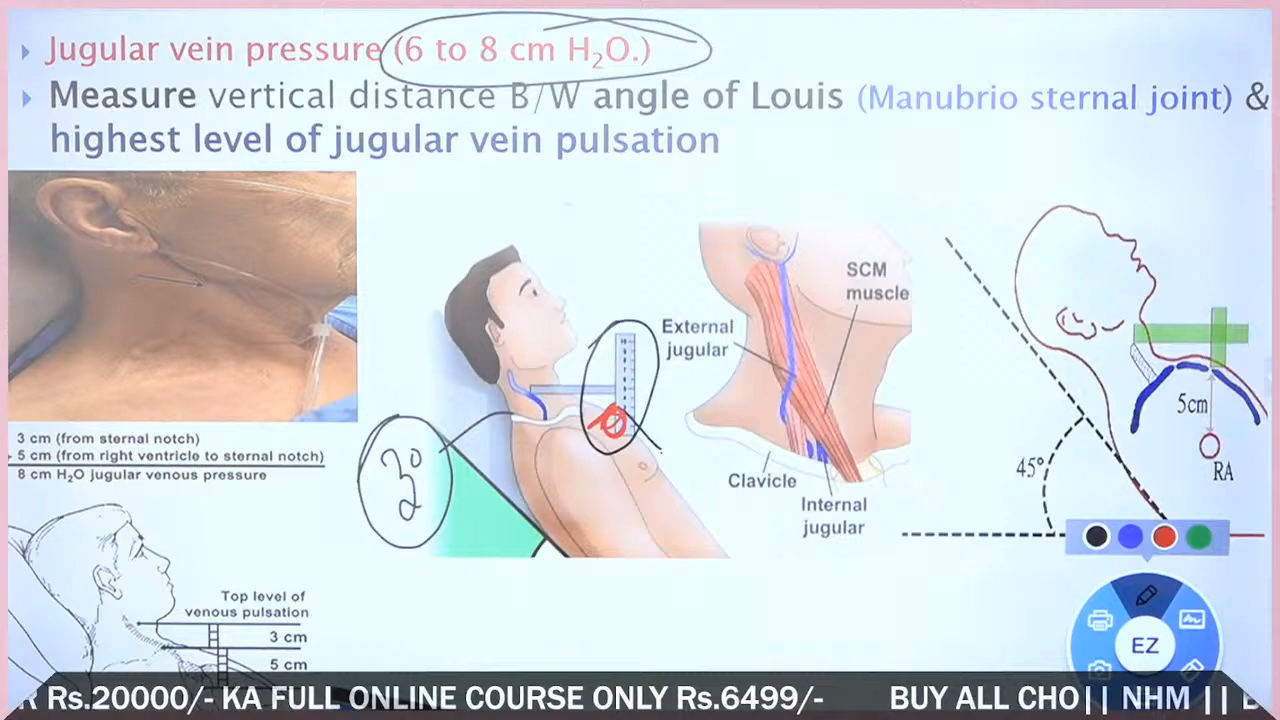 Jugular vein pressure (6 to 8 cm H₂O.)
Measure vertical distance B/W angle of Louis (Manubrio sternal joint) &
highest level of jugular vein pulsation
SCM
muscle
External
jugular
5cm
RA
45°
30°
3 cm (from sternal notch)
5 cm (from right ventricle to sternal notch)
8 cm H₂O jugular venous pressure
Clavicle
Internal
jugular
Top level of
venous pulsation
3 cm
5 cm
EZ
Rs.20000/- KA FULL ONLINE COURSE ONLY Rs.6499/- BUY ALL CHO|| NHM ||